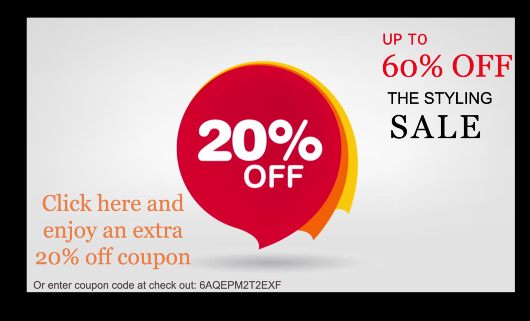 UP TO
60% OFF
THE STYLING
SALE
20%
OFF
Click here and
enjoy an extra
20% off coupon
Or enter coupon code at check out: 6AQEPM2T2EXF